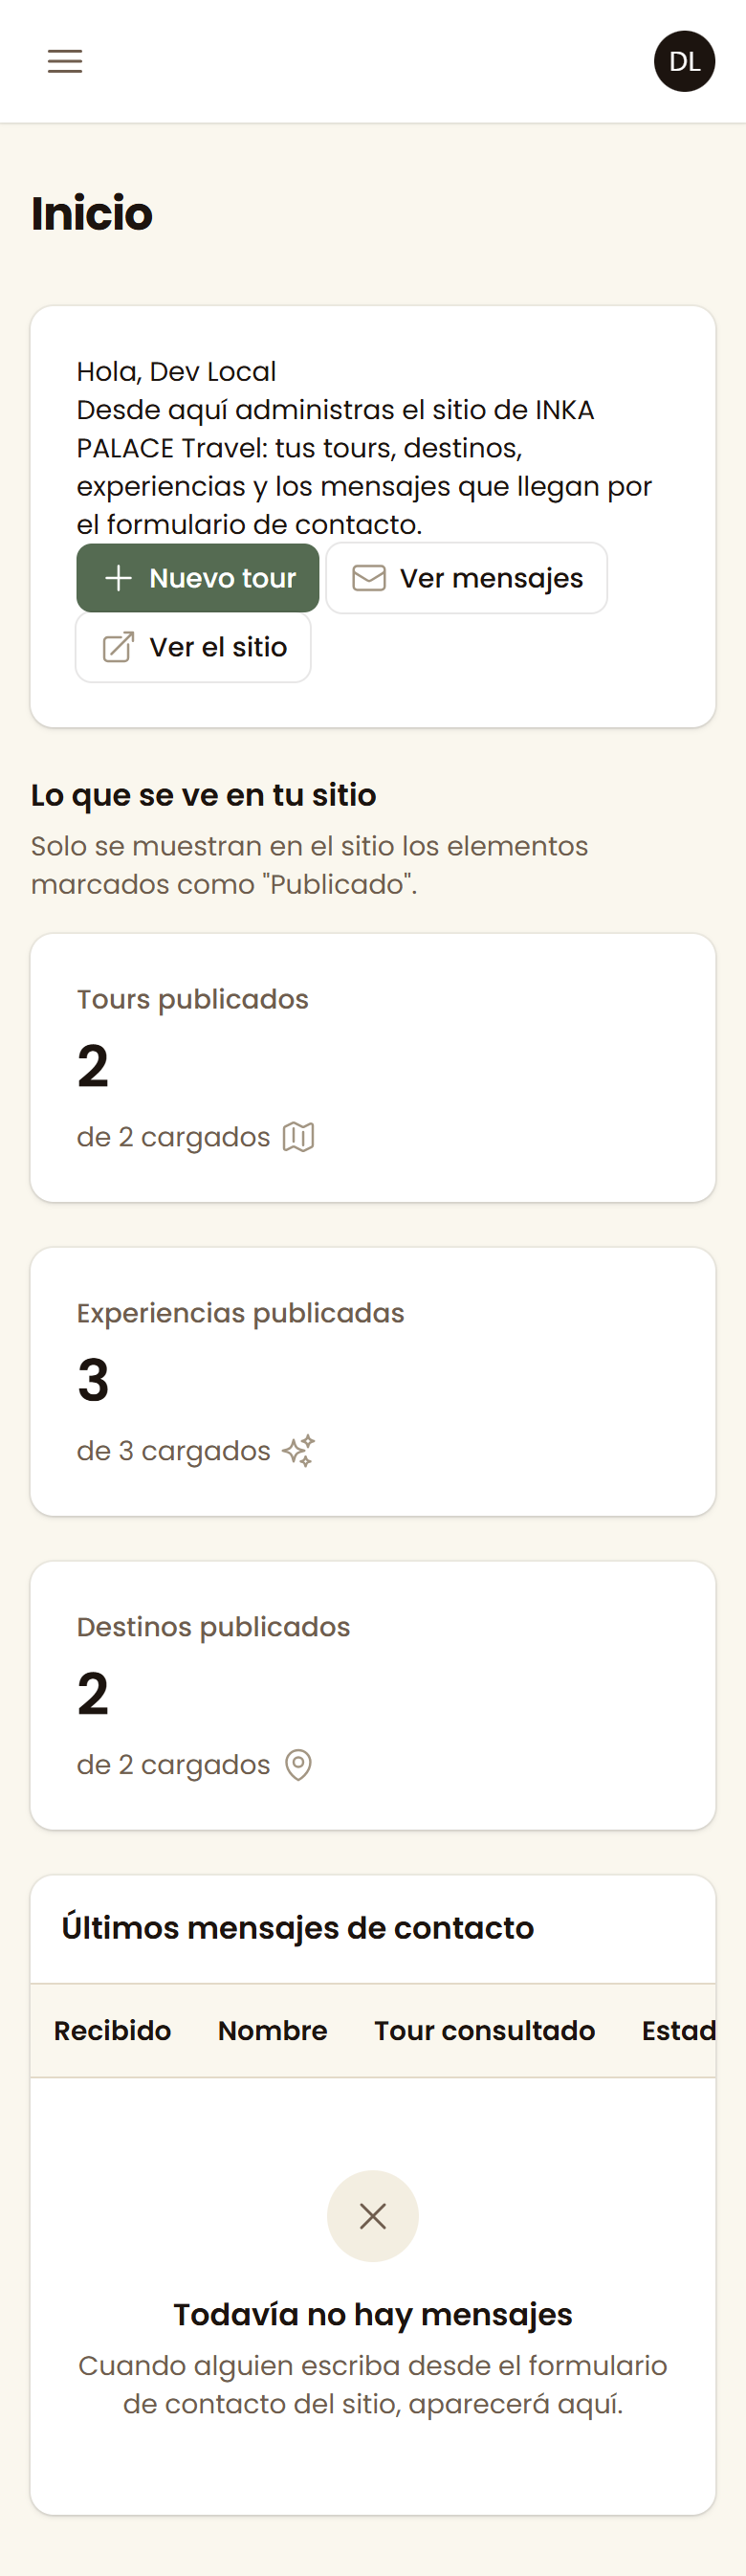 DL
Inicio
Hola, Dev Local
Desde aquí administras el sitio de INKA
PALACE Travel: tus tours, destinos,
experiencias y los mensajes que llegan por
el formulario de contacto.
Nuevo tour
Ver mensajes
Ver el sitio
Lo que se ve en tu sitio
Solo se muestran en el sitio los elementos
marcados como "Publicado".
Tours publicados
2
de 2 cargados
Experiencias publicadas
3
de 3 cargados
Destinos publicados
2
de 2 cargados
Últimos mensajes de contacto
Recibido Nombre Tour consultado Estad
Todavía no hay mensajes
Cuando alguien escriba desde el formulario
de contacto del sitio, aparecerá aquí.